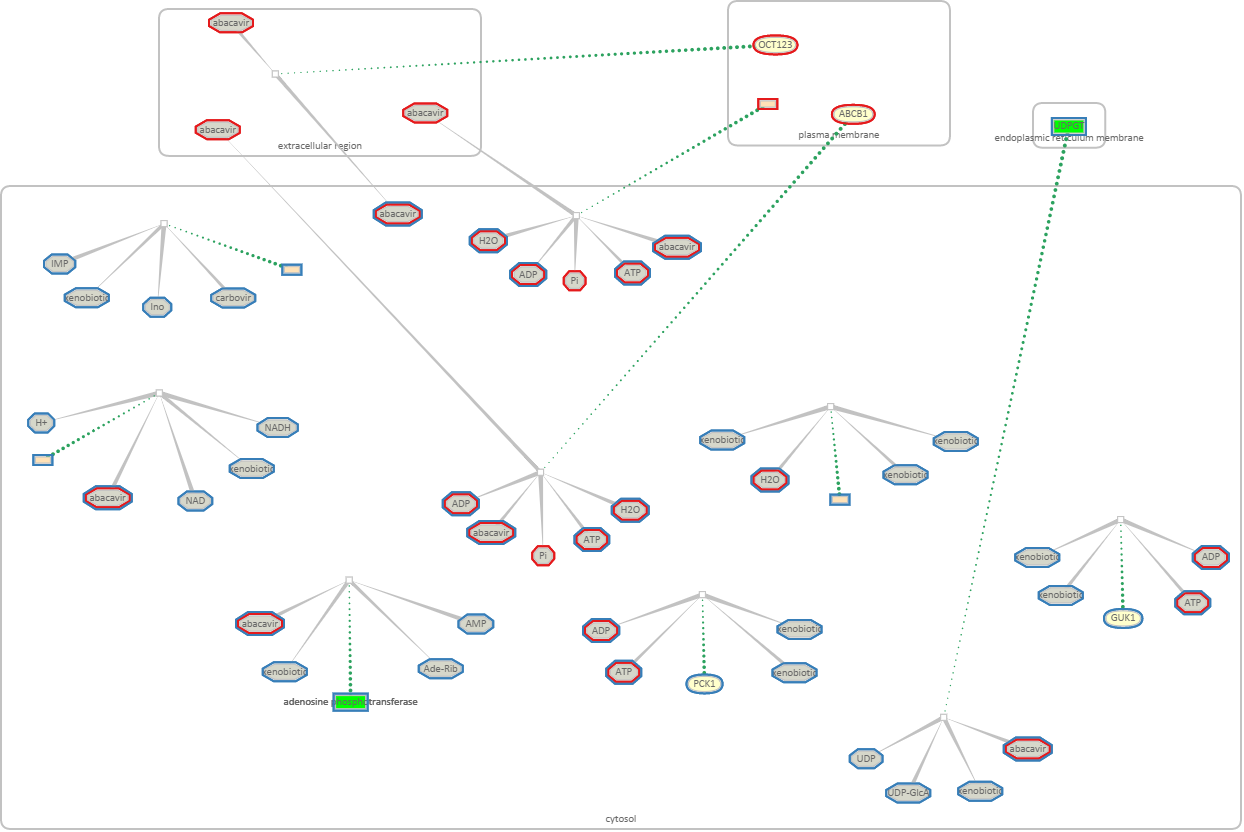 abacavir
OCT123
abacavir
ABCB1
abacavir
UDPGT
plasma membrane
endoplasmic reticulum membrane
extracellular region
abacavir
H2O
abacavir
ADP
Pi
ATP
IMP
xenobiotic
Ino
carbovir
H+
NADH
xenobiotic
abacavir
NAD
xenobiotic
xenobiotic
H2O
xenobiotic
ADP
H2O
abacavir
ATP
Pi
xenobiotic
ADP
xenobiotic
ATP
GUK1
abacavir
AMP
xenobiotic
Ade-Rib
adenosine phosphotransferase
ADP
xenobiotic
ATP
xenobiotic
PCK1
abacavir
UDP
UDP-GlcA
xenobiotic
cytosol